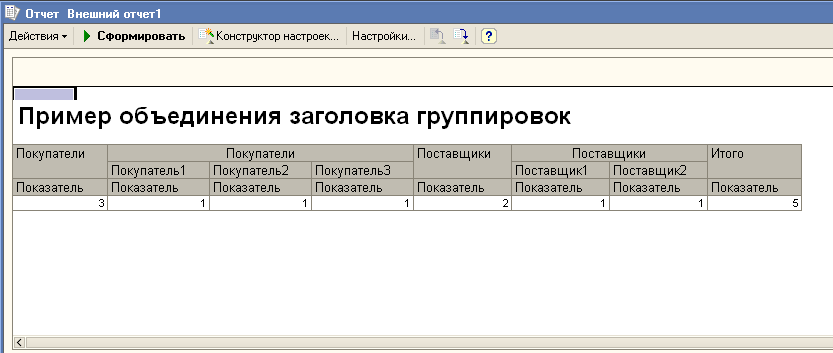 Отчет Внешний отчет1
Действия Сформировать Конструктор настроек... Настройки... ?
Пример объединения заголовка группировок
Покупатели Покупатели Поставщики Поставщики Итого
Покупатель1 Покупатель2 Покупатель3 Поставщик1 Поставщик2
Показатель Показатель Показатель Показатель Показатель Показатель Показатель Показатель
3 1 1 1 2 1 1 5